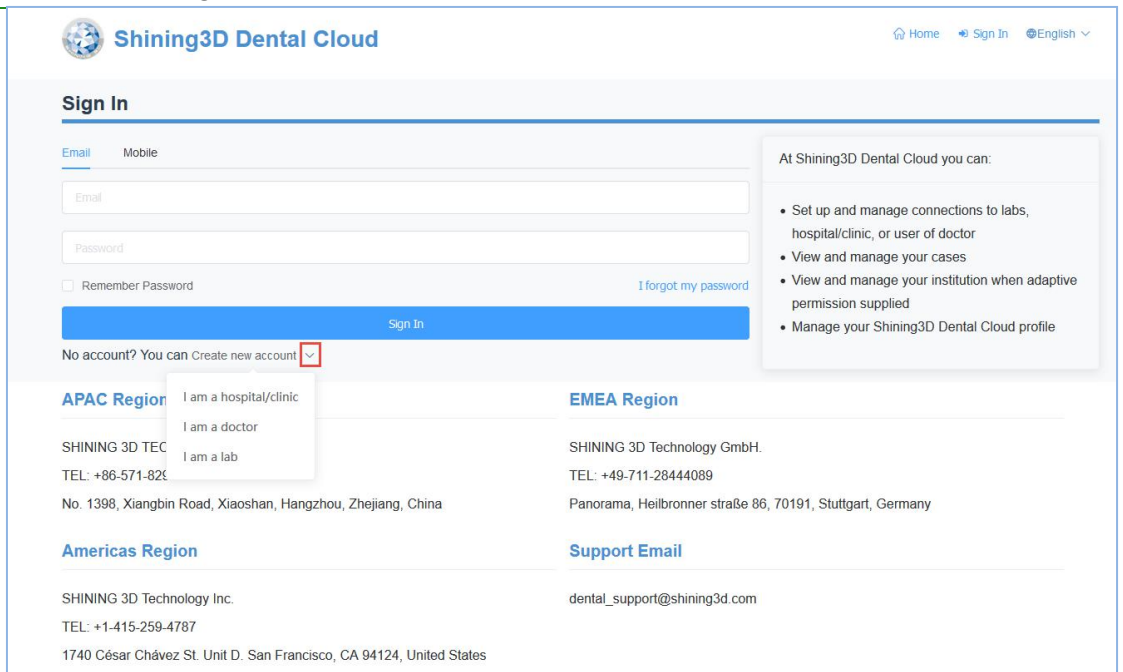 Shining3D Dental Cloud
Home
Sign In
English
Sign In
Email
Mobile
Email
Password
Remember Password
I forgot my password
Sign In
No account? You can Create new account
I am a hospital/clinic
I am a doctor
I am a lab
At Shining3D Dental Cloud you can:
• Set up and manage connections to labs,
hospital/clinic, or user of doctor
• View and manage your cases
• View and manage your institution when adaptive
permission supplied
• Manage your Shining3D Dental Cloud profile
APAC Region
SHINING 3D TEC
TEL: +86-571-829
No. 1398, Xiangbin Road, Xiaoshan, Hangzhou, Zhejiang, China
EMEA Region
SHINING 3D Technology GmbH.
TEL: +49-711-28444089
Panorama, Heilbronner straße 86, 70191, Stuttgart, Germany
Americas Region
SHINING 3D Technology Inc.
TEL: +1-415-259-4787
1740 César Chávez St. Unit D. San Francisco, CA 94124, United States
Support Email
dental_support@shining3d.com